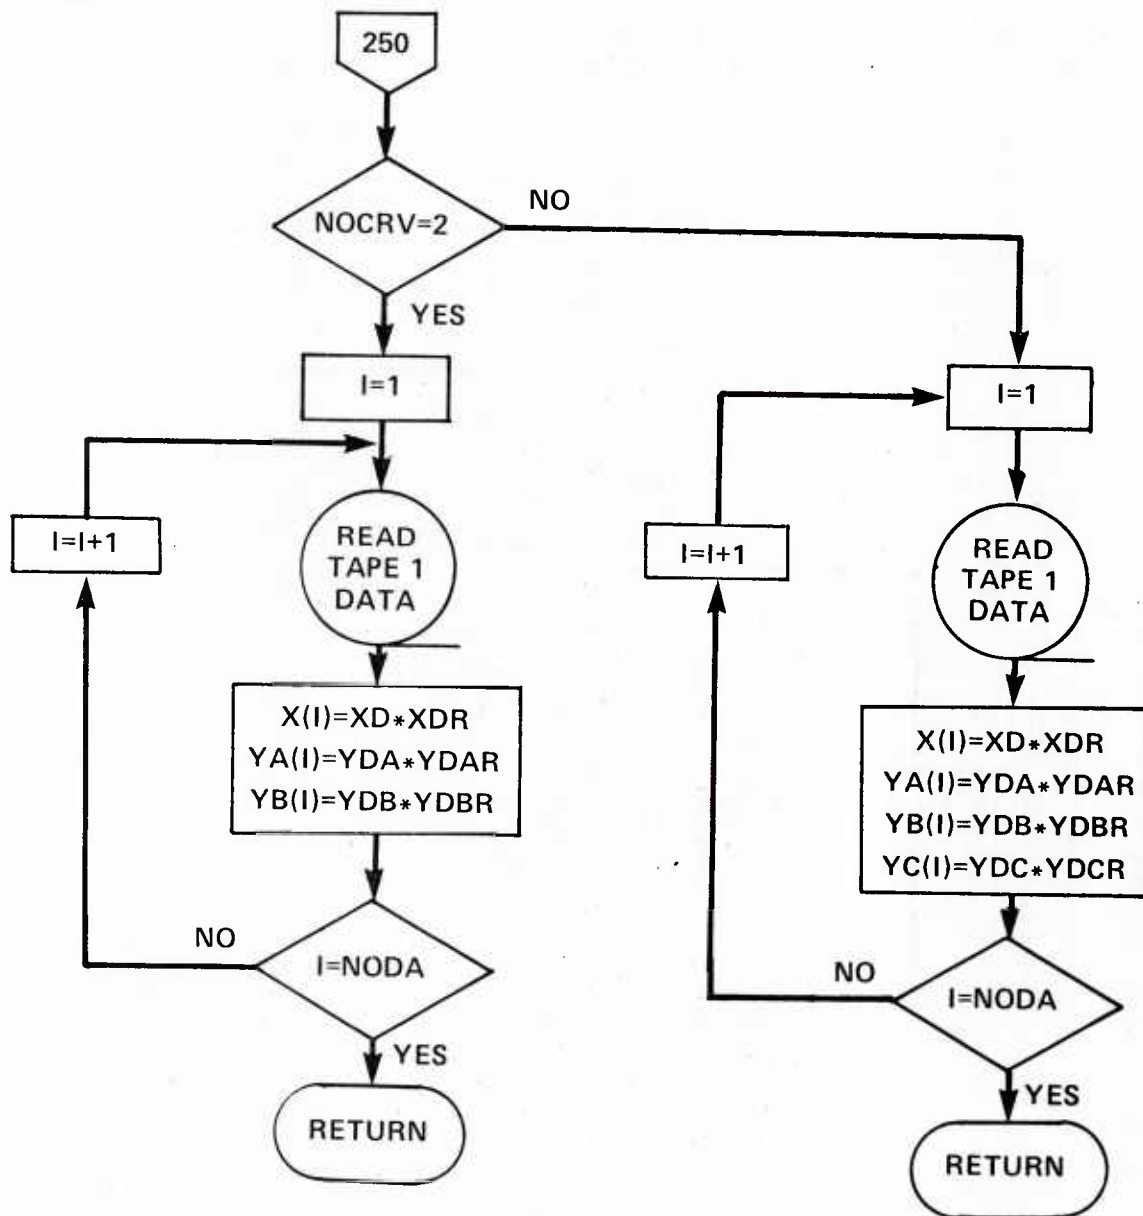 250
NOCRV=2
NO
YES
I=1
I=I+1
READ
TAPE 1
DATA
X(I)=XD*XDR
YA(I)=YDA*YDAR
YB(I)=YDB*YDBR
I=NODA
NO
YES
RETURN
I=1
I=I+1
READ
TAPE 1
DATA
X(I)=XD*XDR
YA(I)=YDA*YDAR
YB(I)=YDB*YDBR
YC(I)=YDC*YDCR
I=NODA
NO
YES
RETURN